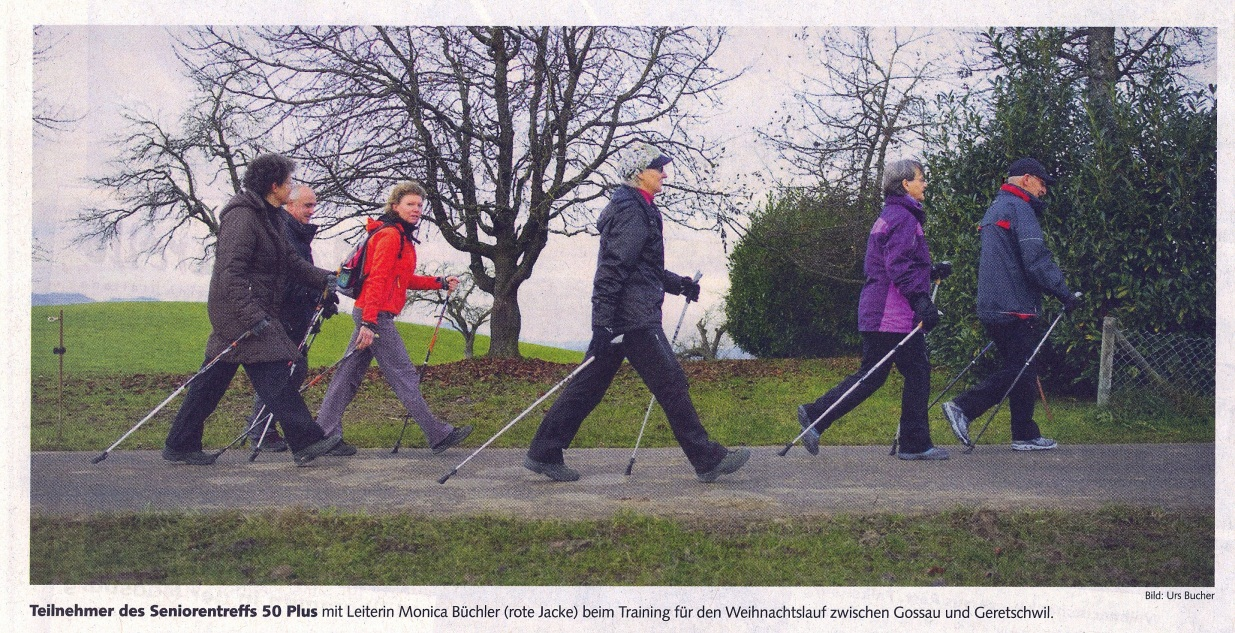 Bild: Urs Bucher
Teilnehmer des Seniorentreffs 50 Plus mit Leiterin Monica Büchler (rote Jacke) beim Training für den Weihnachtslauf zwischen Gossau und Geretschwil.